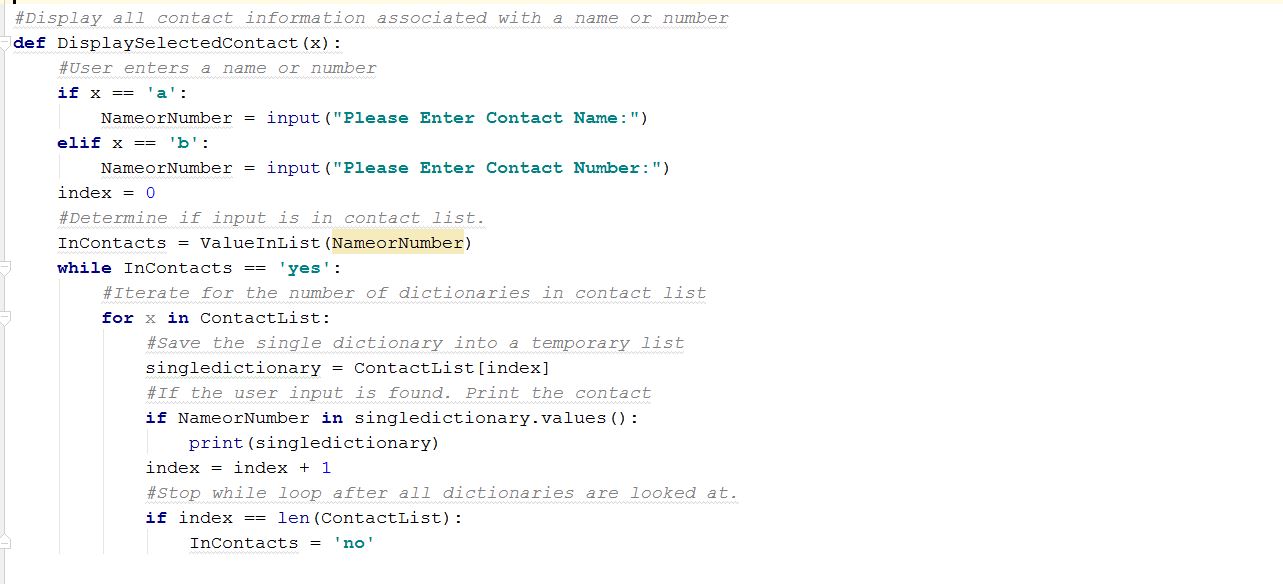 #Display all contact information associated with a name or number
def DisplaySelectedContact(x):
    #User enters a name or number
    if x == 'a':
        NameorNumber = input("Please Enter Contact Name:")
    elif x == 'b':
        NameorNumber = input("Please Enter Contact Number:")
    index = 0
    #Determine if input is in contact list.
    InContacts = ValueInList(NameorNumber)
    while InContacts == 'yes':
        #Iterate for the number of dictionaries in contact list
        for x in ContactList:
            #Save the single dictionary into a temporary list
            singledictionary = ContactList[index]
            #If the user input is found. Print the contact
            if NameorNumber in singledictionary.values():
                print(singledictionary)
            index = index + 1
            #Stop while loop after all dictionaries are looked at.
            if index == len(ContactList):
                InContacts = 'no'